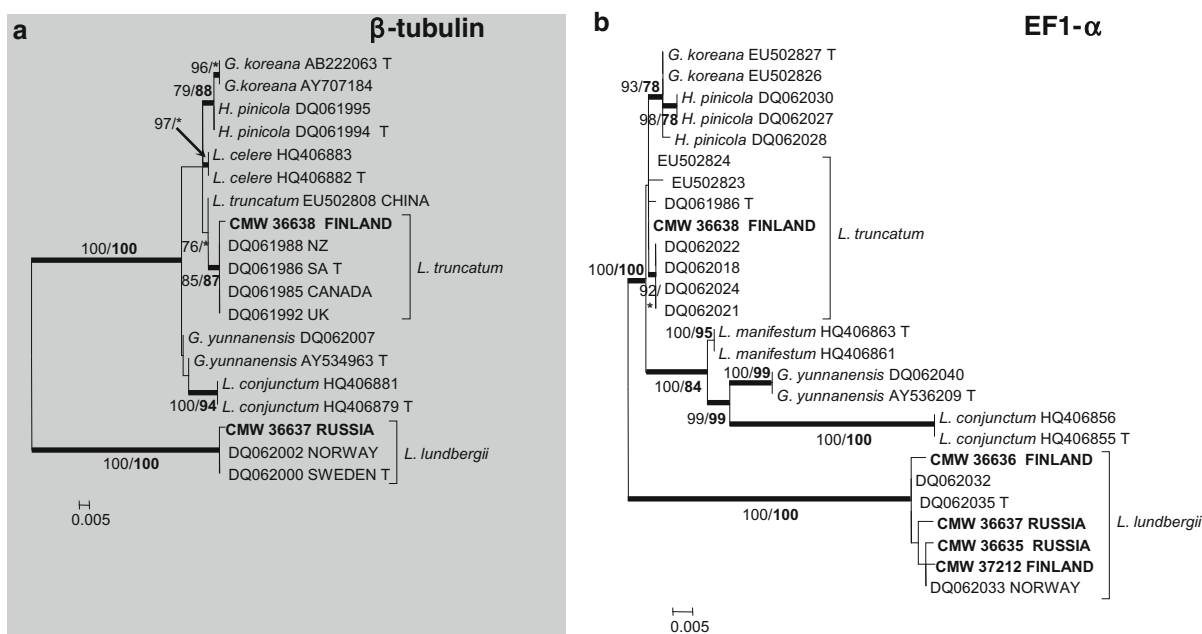 a
β-tubulin
96/*
G. koreana AB222063 T
G.koreana AY707184
79/88
H. pinicola DQ061995
H. pinicola DQ061994 T
97/*
L. celere HQ406883
L. celere HQ406882 T
L. truncatum EU502808 CHINA
CMW 36638 FINLAND
76/*
DQ061988 NZ
DQ061986 SA T
85/87
DQ061985 CANADA
DQ061992 UK
L. truncatum
100/100
G. yunnanensis DQ062007
G.yunnanensis AY534963 T
L. conjunctum HQ406881
100/94
L. conjunctum HQ406879 T
CMW 36637 RUSSIA
DQ062002 NORWAY
DQ062000 SWEDEN T
L. lundbergii
100/100
0.005
b
EF1-α
G. koreana EU502827 T
G. koreana EU502826
93/78
H. pinicola DQ062030
98/78
H. pinicola DQ062027
H. pinicola DQ062028
EU502824
EU502823
DQ061986 T
CMW 36638 FINLAND
DQ062022
DQ062018
DQ062024
DQ062021
92/
*
L. truncatum
100/100
100/95
L. manifestum HQ406863 T
L. manifestum HQ406861
100/84
100/99
G. yunnanensis DQ062040
G. yunnanensis AY536209 T
99/99
L. conjunctum HQ406856
L. conjunctum HQ406855 T
100/100
CMW 36636 FINLAND
DQ062032
DQ062035 T
CMW 36637 RUSSIA
CMW 36635 RUSSIA
CMW 37212 FINLAND
DQ062033 NORWAY
L. lundbergii
100/100
0.005